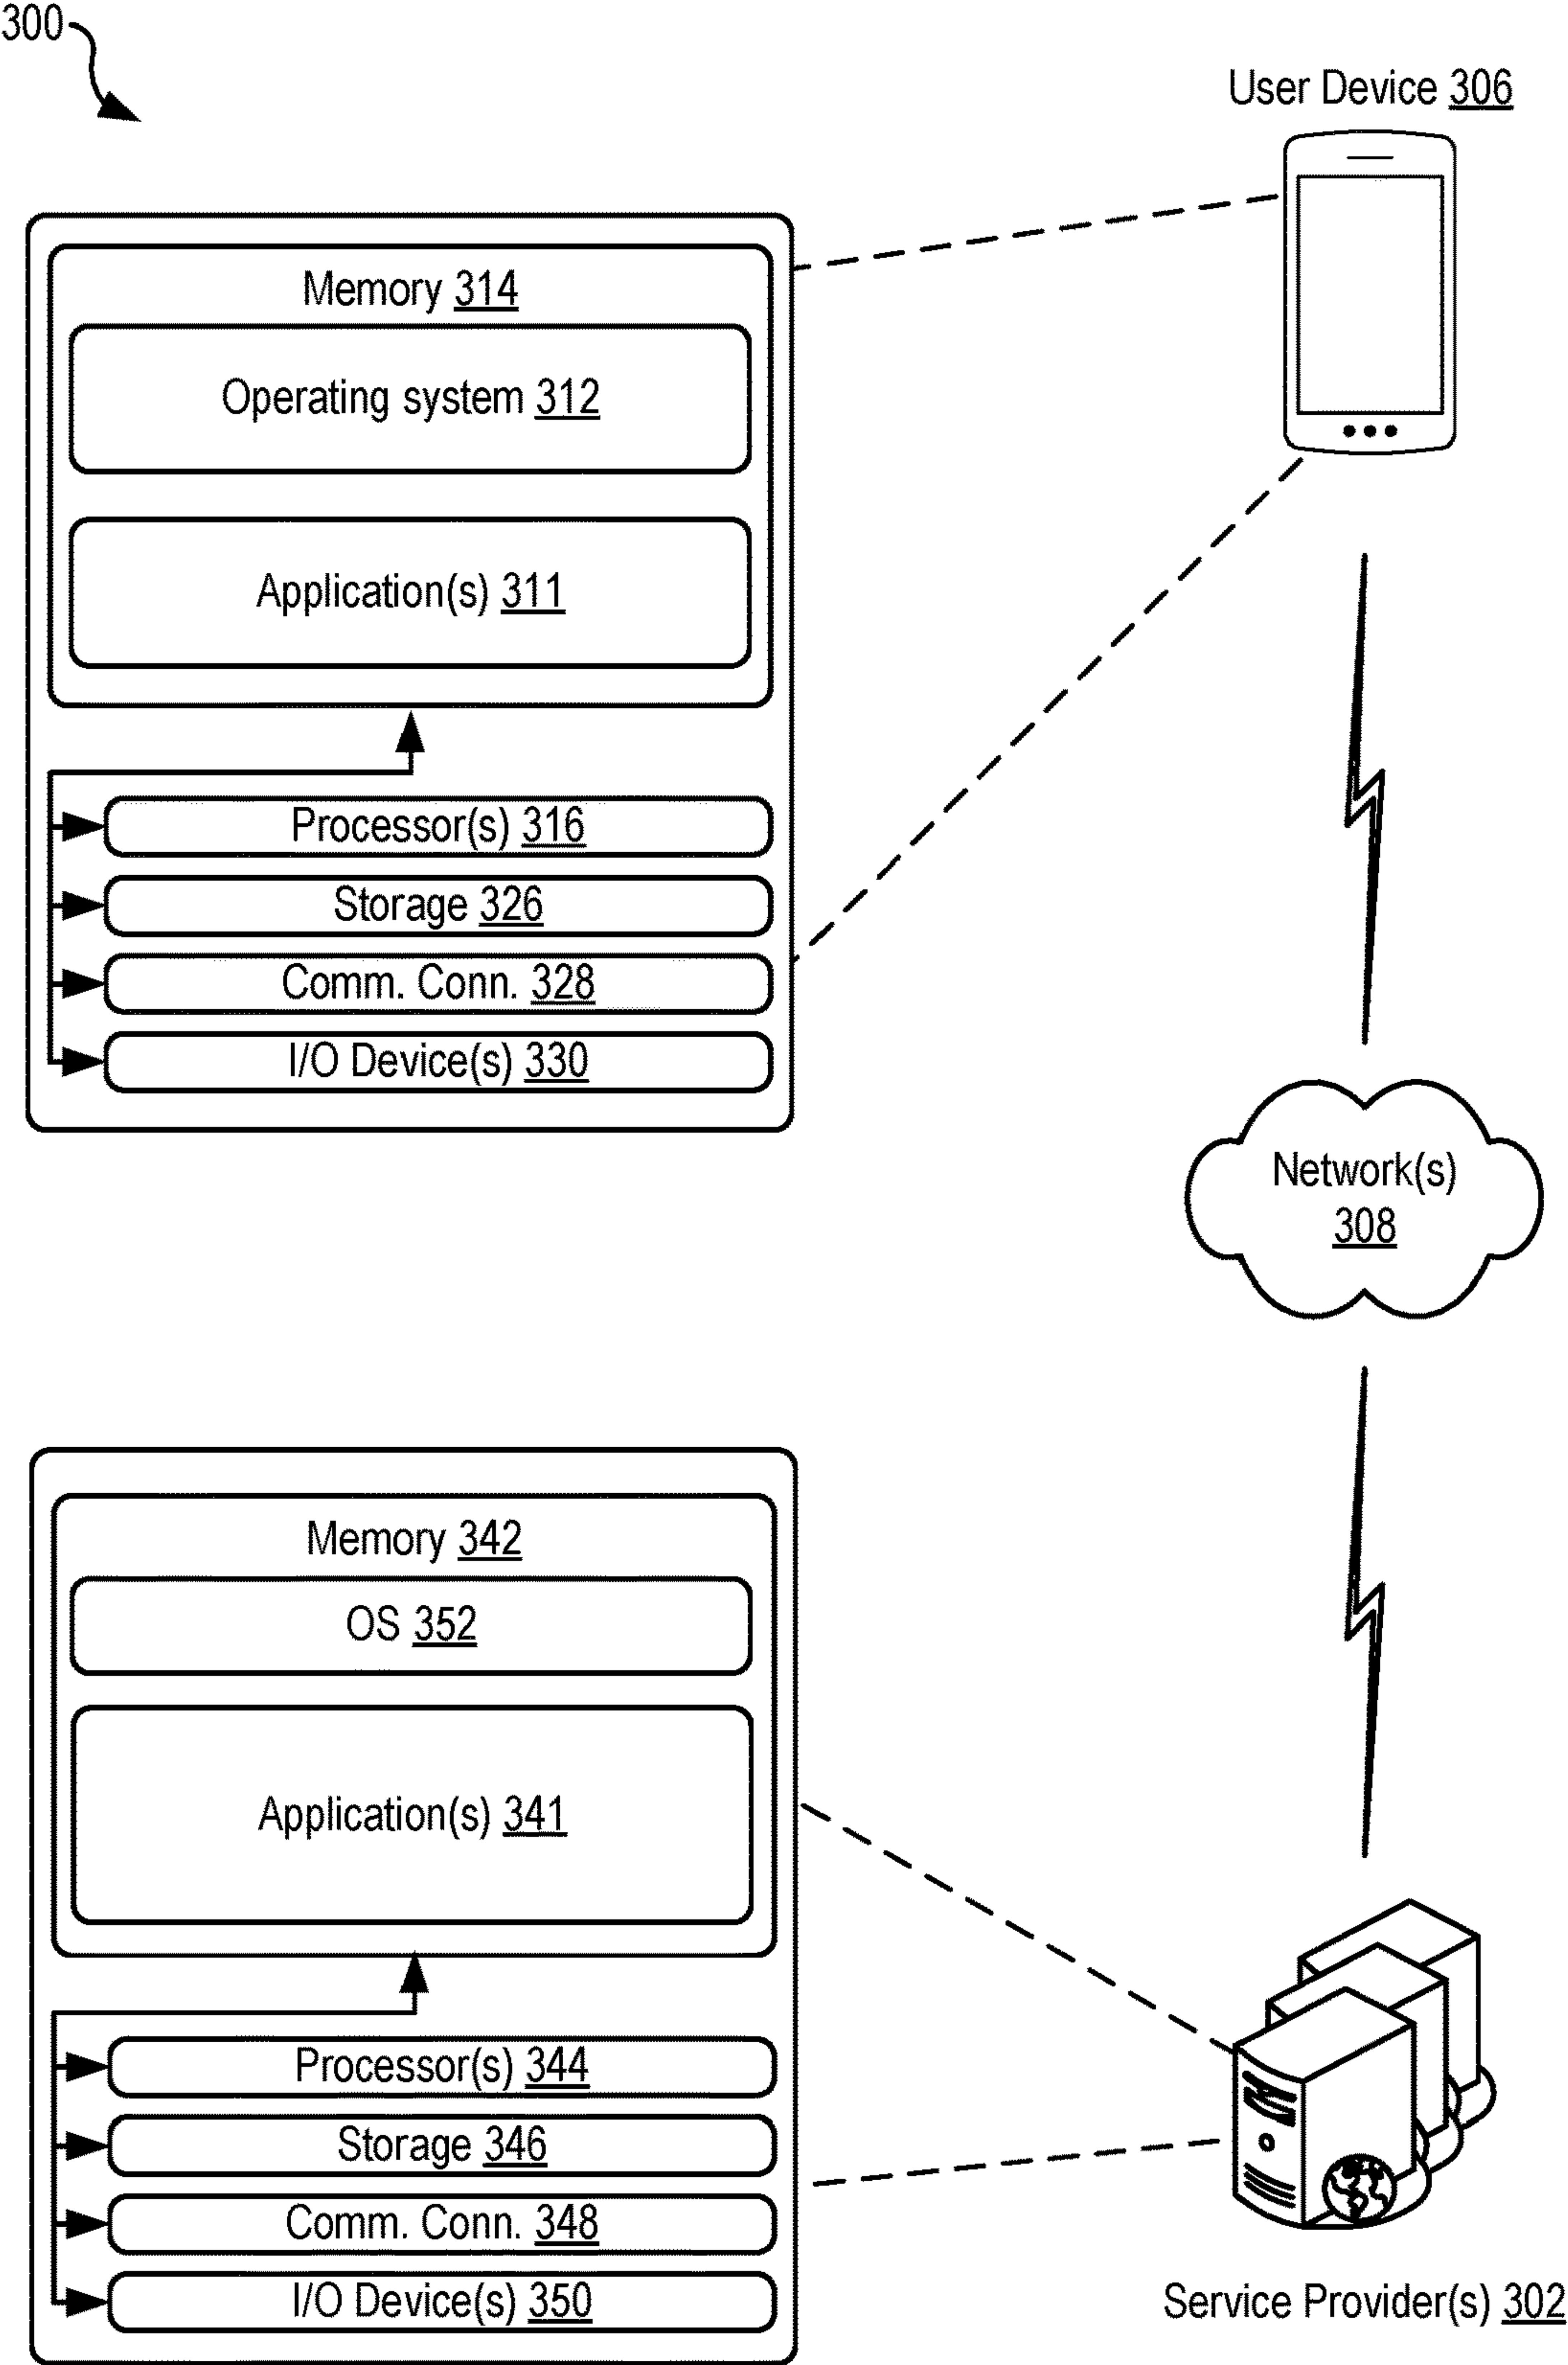 300
User Device 306
Memory 314
Operating system 312
Application(s) 311
Processor(s) 316
Storage 326
Comm. Conn. 328
I/O Device(s) 330
Network(s)
308
Memory 342
OS 352
Application(s) 341
Processor(s) 344
Storage 346
Comm. Conn. 348
I/O Device(s) 350
Service Provider(s) 302